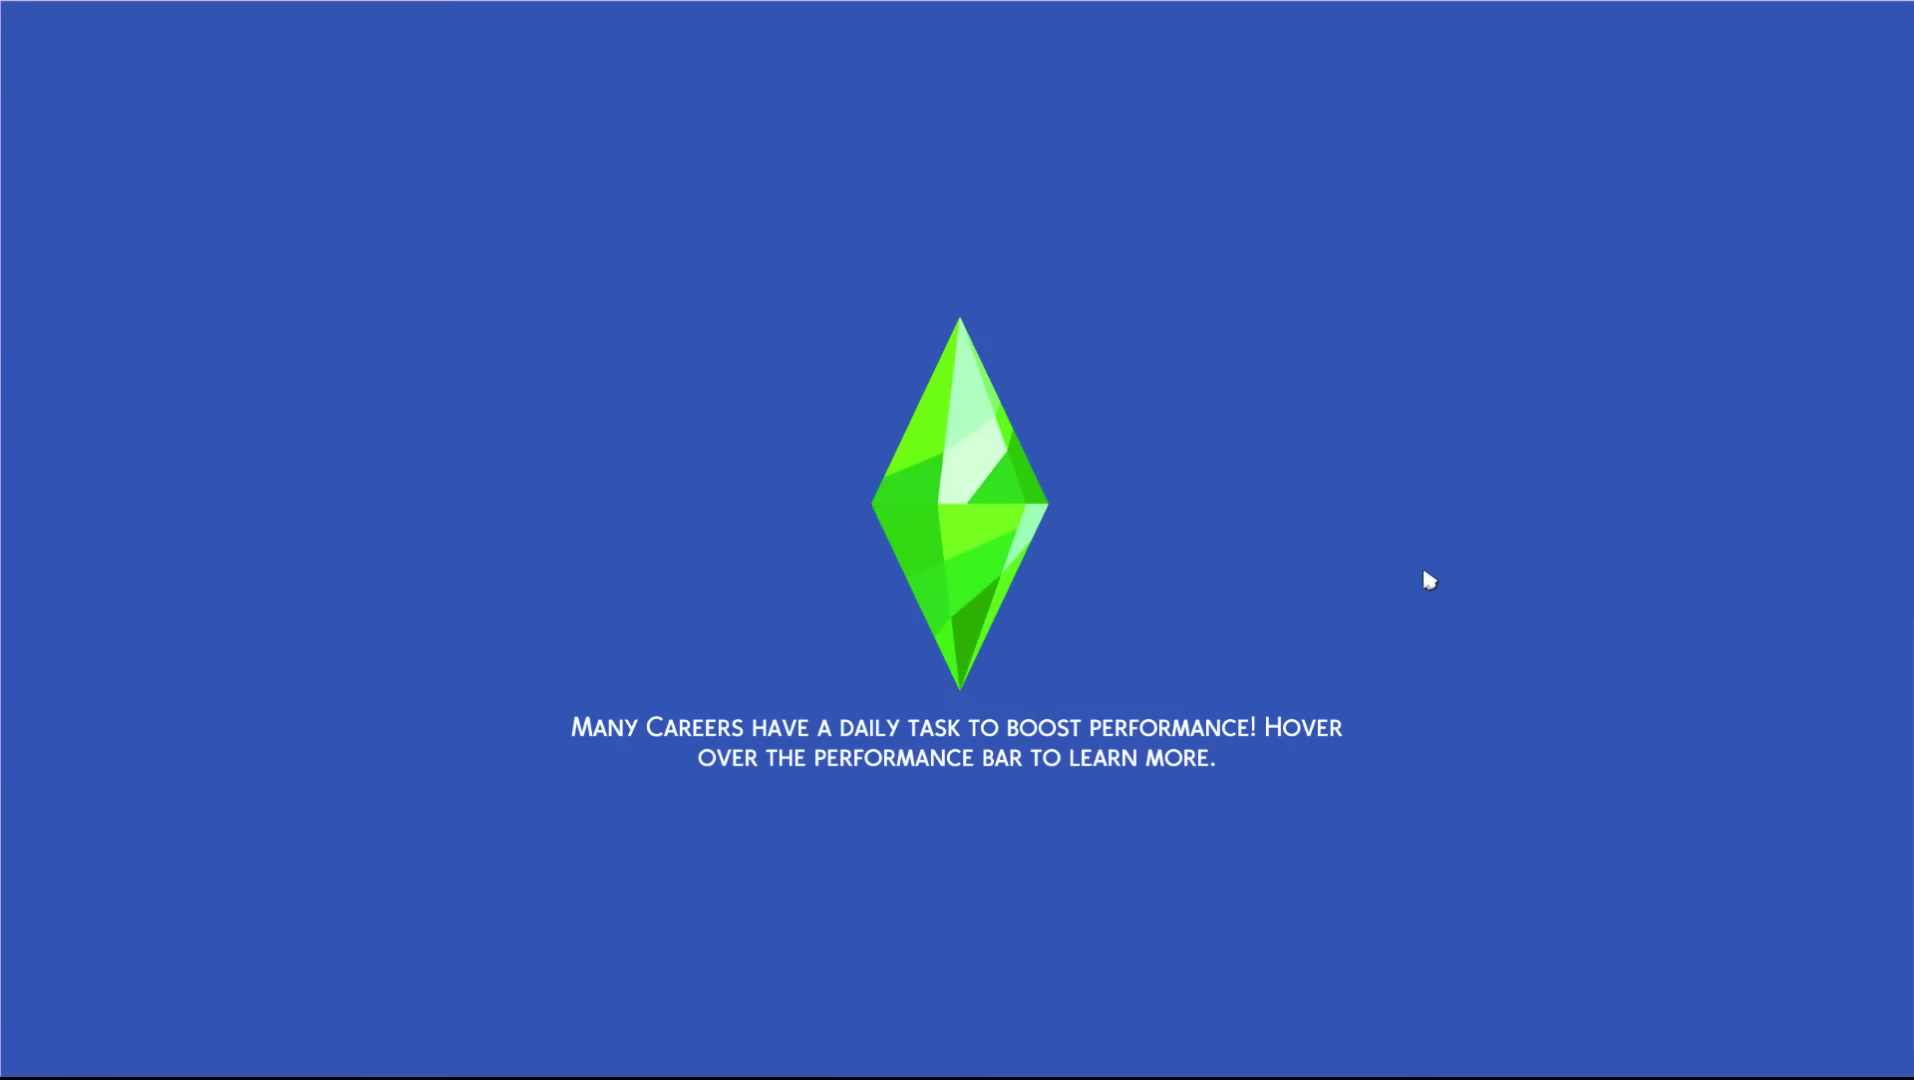 Many Careers have a daily task to boost performance! Hover
over the performance bar to learn more.